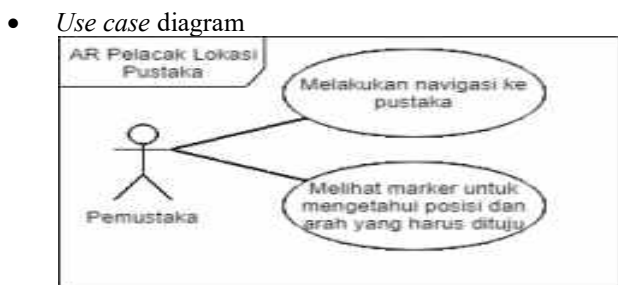 • Use case diagram
AR Pelacak Lokasi
Pustaka
Melakukan navigasi ke
pustaka
Melihat marker untuk
mengetahui posisi dan
arah yang harus dituju
Pemustaka